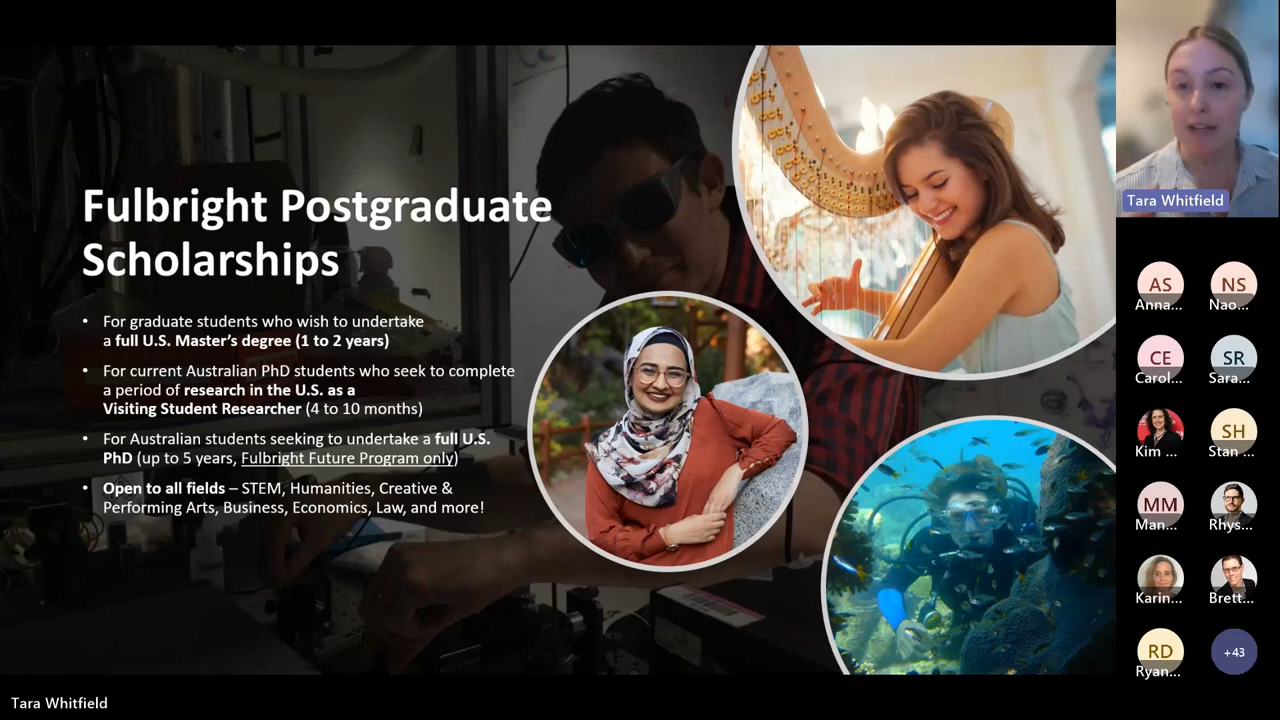 Fulbright Postgraduate
Scholarships
• For graduate students who wish to undertake
a full U.S. Master's degree (1 to 2 years)
• For current Australian PhD students who seek to complete
a period of research in the U.S. as a
Visiting Student Researcher (4 to 10 months)
• For Australian students seeking to undertake a full U.S.
PhD (up to 5 years, Fulbright Future Program only)
• Open to all fields – STEM, Humanities, Creative &
Performing Arts, Business, Economics, Law, and more!
Tara Whitfield
AS NS
Anna... Nao...
CE SR
Carol... Sara...
SH
Kim ... Stan ...
MM
Man... Rhys...
Karin... Brett...
RD +43
Ryan...
Tara Whitfield